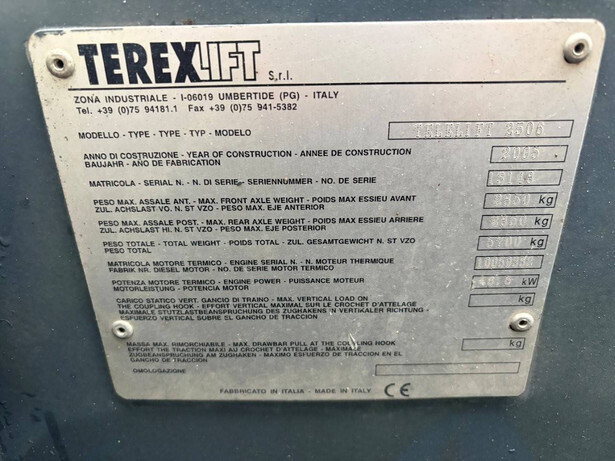 TEREXLIFT S.r.l.
ZONA INDUSTRIALE - I-06019 UMBERTIDE (PG) - ITALY
Tel. +39 (0)75 94181.1 Fax +39 (0)75 941-5382
MODELLO - TYPE - TYPE - TYP - MODELO TELELIFT 2506
ANNO DI COSTRUZIONE - YEAR OF CONSTRUCTION - ANNEE DE CONSTRUCTION
BAUJAHR - AÑO DE FABRICATION
MATRICOLA - SERIAL N. - N. DI SERIE - SERIENNUMMER - NO. DE SERIE
PESO MAX. ASSALE ANT. - MAX. FRONT AXLE WEIGHT - POIDS MAX ESSIEU AVANT
ZUL. ACHSLAST VO. N. ST VZO - PESO MAX. EJE ANTERIOR kg
PESO MAX. ASSALE POST. - MAX. REAR AXLE WEIGHT - POIDS MAX ESSIEU ARRIERE
ZUL. ACHSLAST HI. N. ST VZO - PESO MAX. EJE POSTERIOR kg
PESO TOTALE - TOTAL WEIGHT - POIDS TOTAL - ZUL. GESAMTGEWICHT N. ST VZO
PESO TOTAL kg
MATRICOLA MOTORE TERMICO - ENGINE SERIAL N. - N. MOTEUR THERMIQUE
FABRIK NR. DIESEL MOTOR - NO. DE SERIE MOTOR TERMICO
POTENZA MOTORE TERMICO - ENGINE POWER - PUISSANCE MOTEUR
MOTORLEISTUNG - POTENCIA MOTOR kW
CARICO STATICO VERT. GANCIO DI TRAINO - MAX. VERTICAL LOAD ON
THE COUPLING HOOK - EFFORT VERTICAL MAXIMAL SUR LE CROCHET D'ATTELAGE -
MAXIMALE STUTZLASTBEANSPRUCHUNG DES ZUGHAKENS IN VERTIKALER RICHTUNG -
ESFUERZO VERTICAL SUBRE EL GANCHO DE TRACCION kg
MASSA MAX. RIMORCHIABILE - MAX. DRAWBAR PULL AT THE COUPLING HOOK
EFFORT THE TRACTION MAXI AU CROCHET D'ATTELAGE - MAXIMALE
ZUGBEANSPRUCHUNG AM ZUGHAKEN - MAXIMO ESFUERZO DE TRACCION EN EL
GANCHO DE TRACCION kg
OMOLOGAZIONE
FABBRICATO IN ITALIA - MADE IN ITALY CE